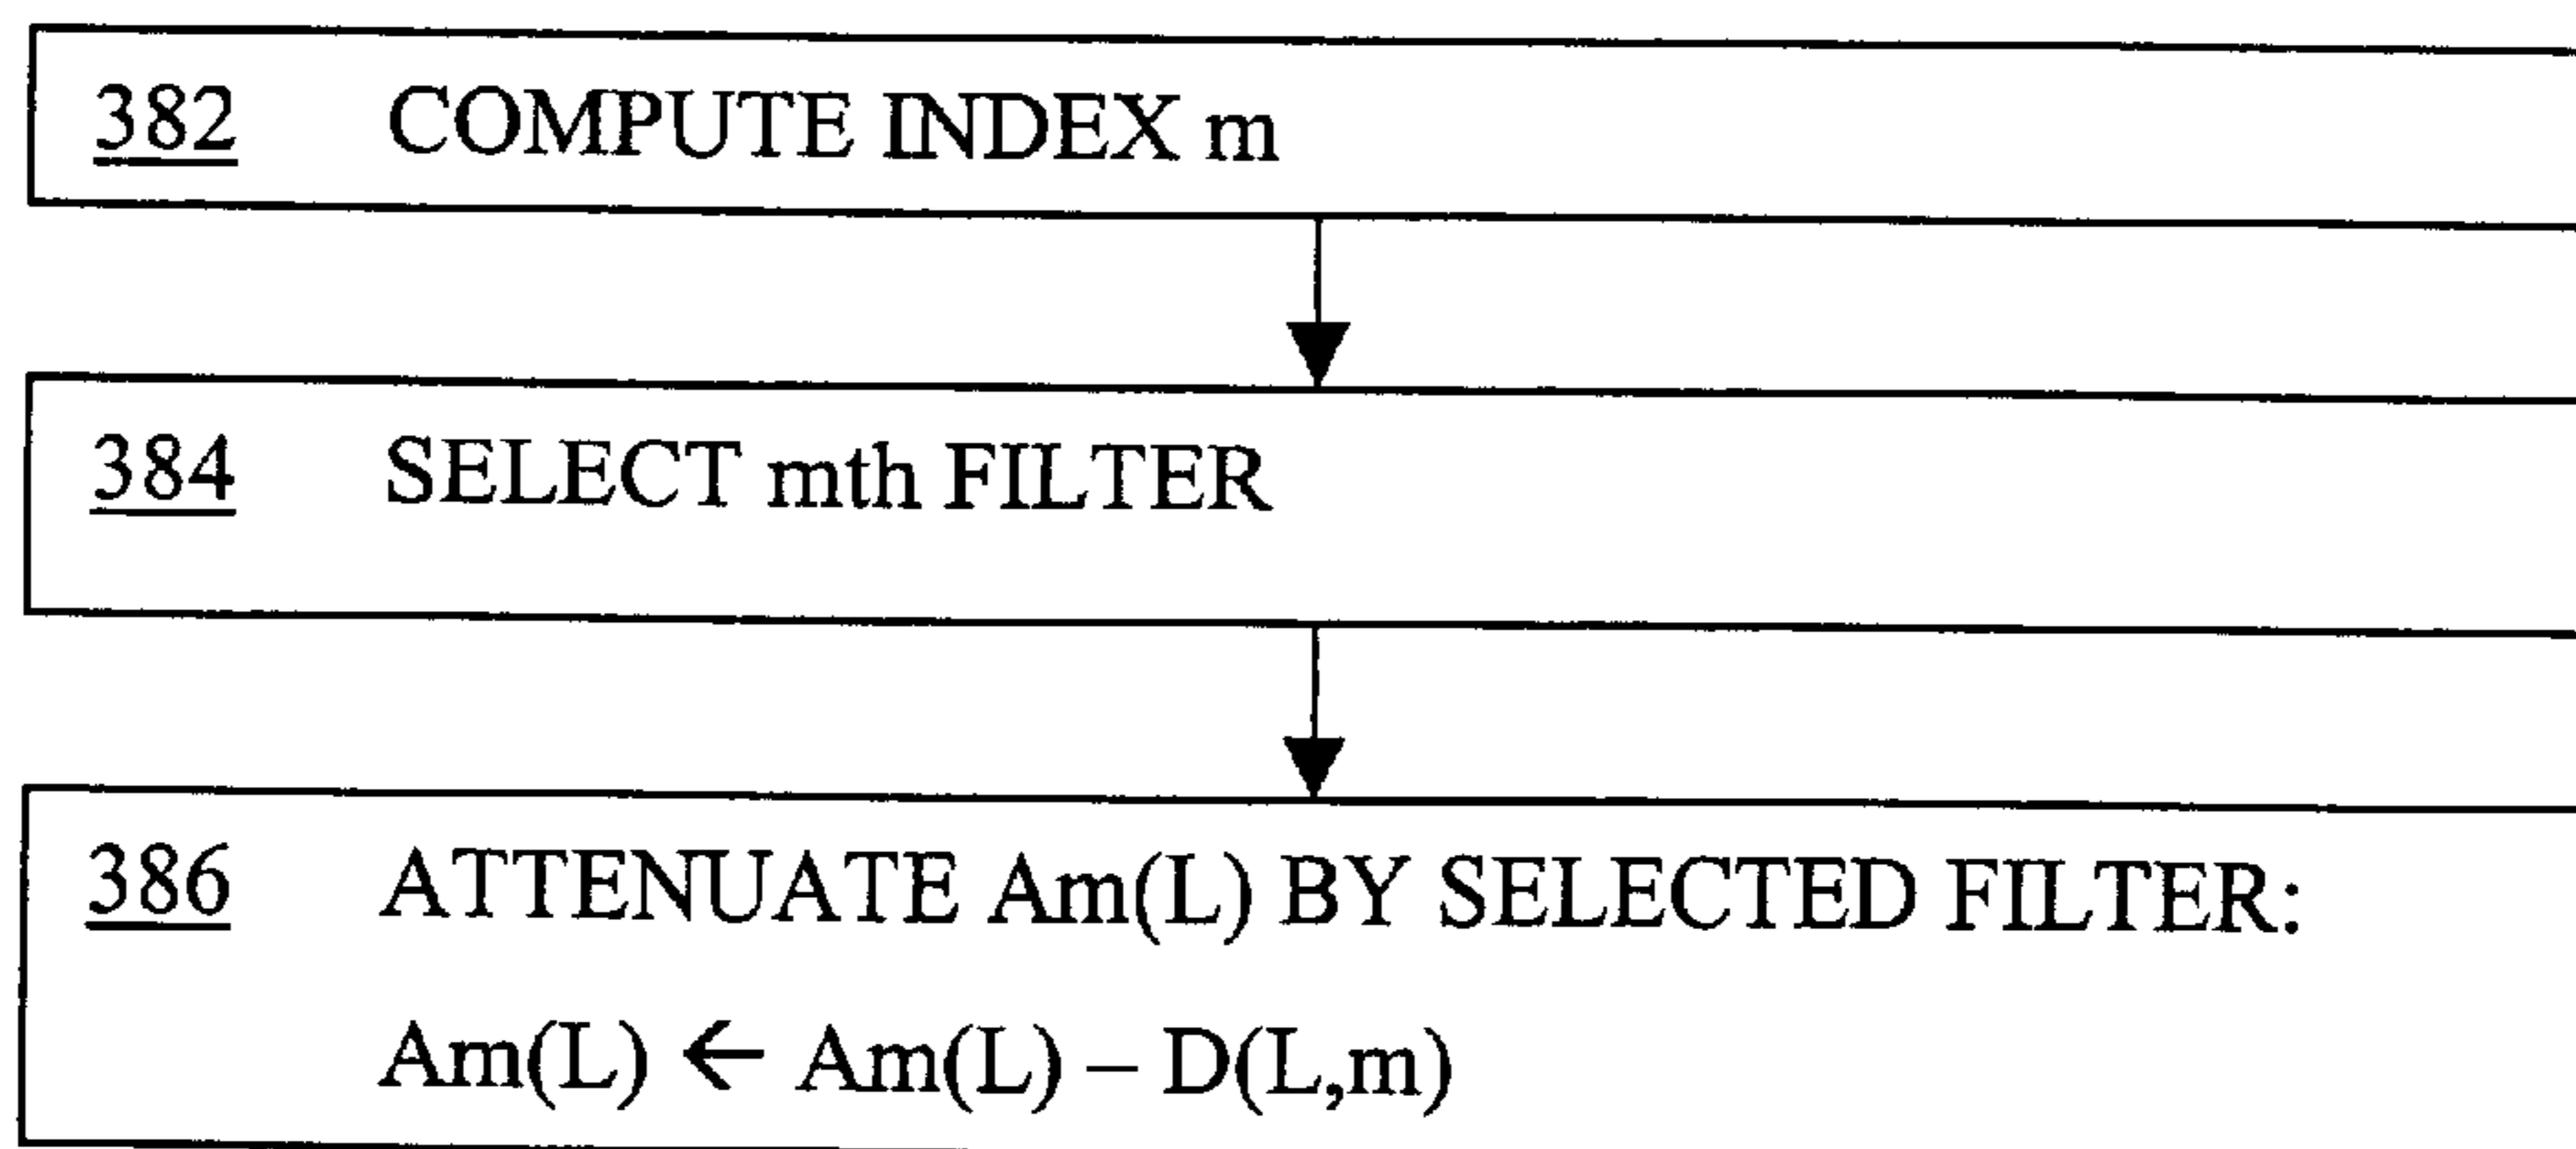 382 COMPUTE INDEX m
384 SELECT mth FILTER
386 ATTENUATE Am(L) BY SELECTED FILTER:
Am(L) ← Am(L) – D(L,m)